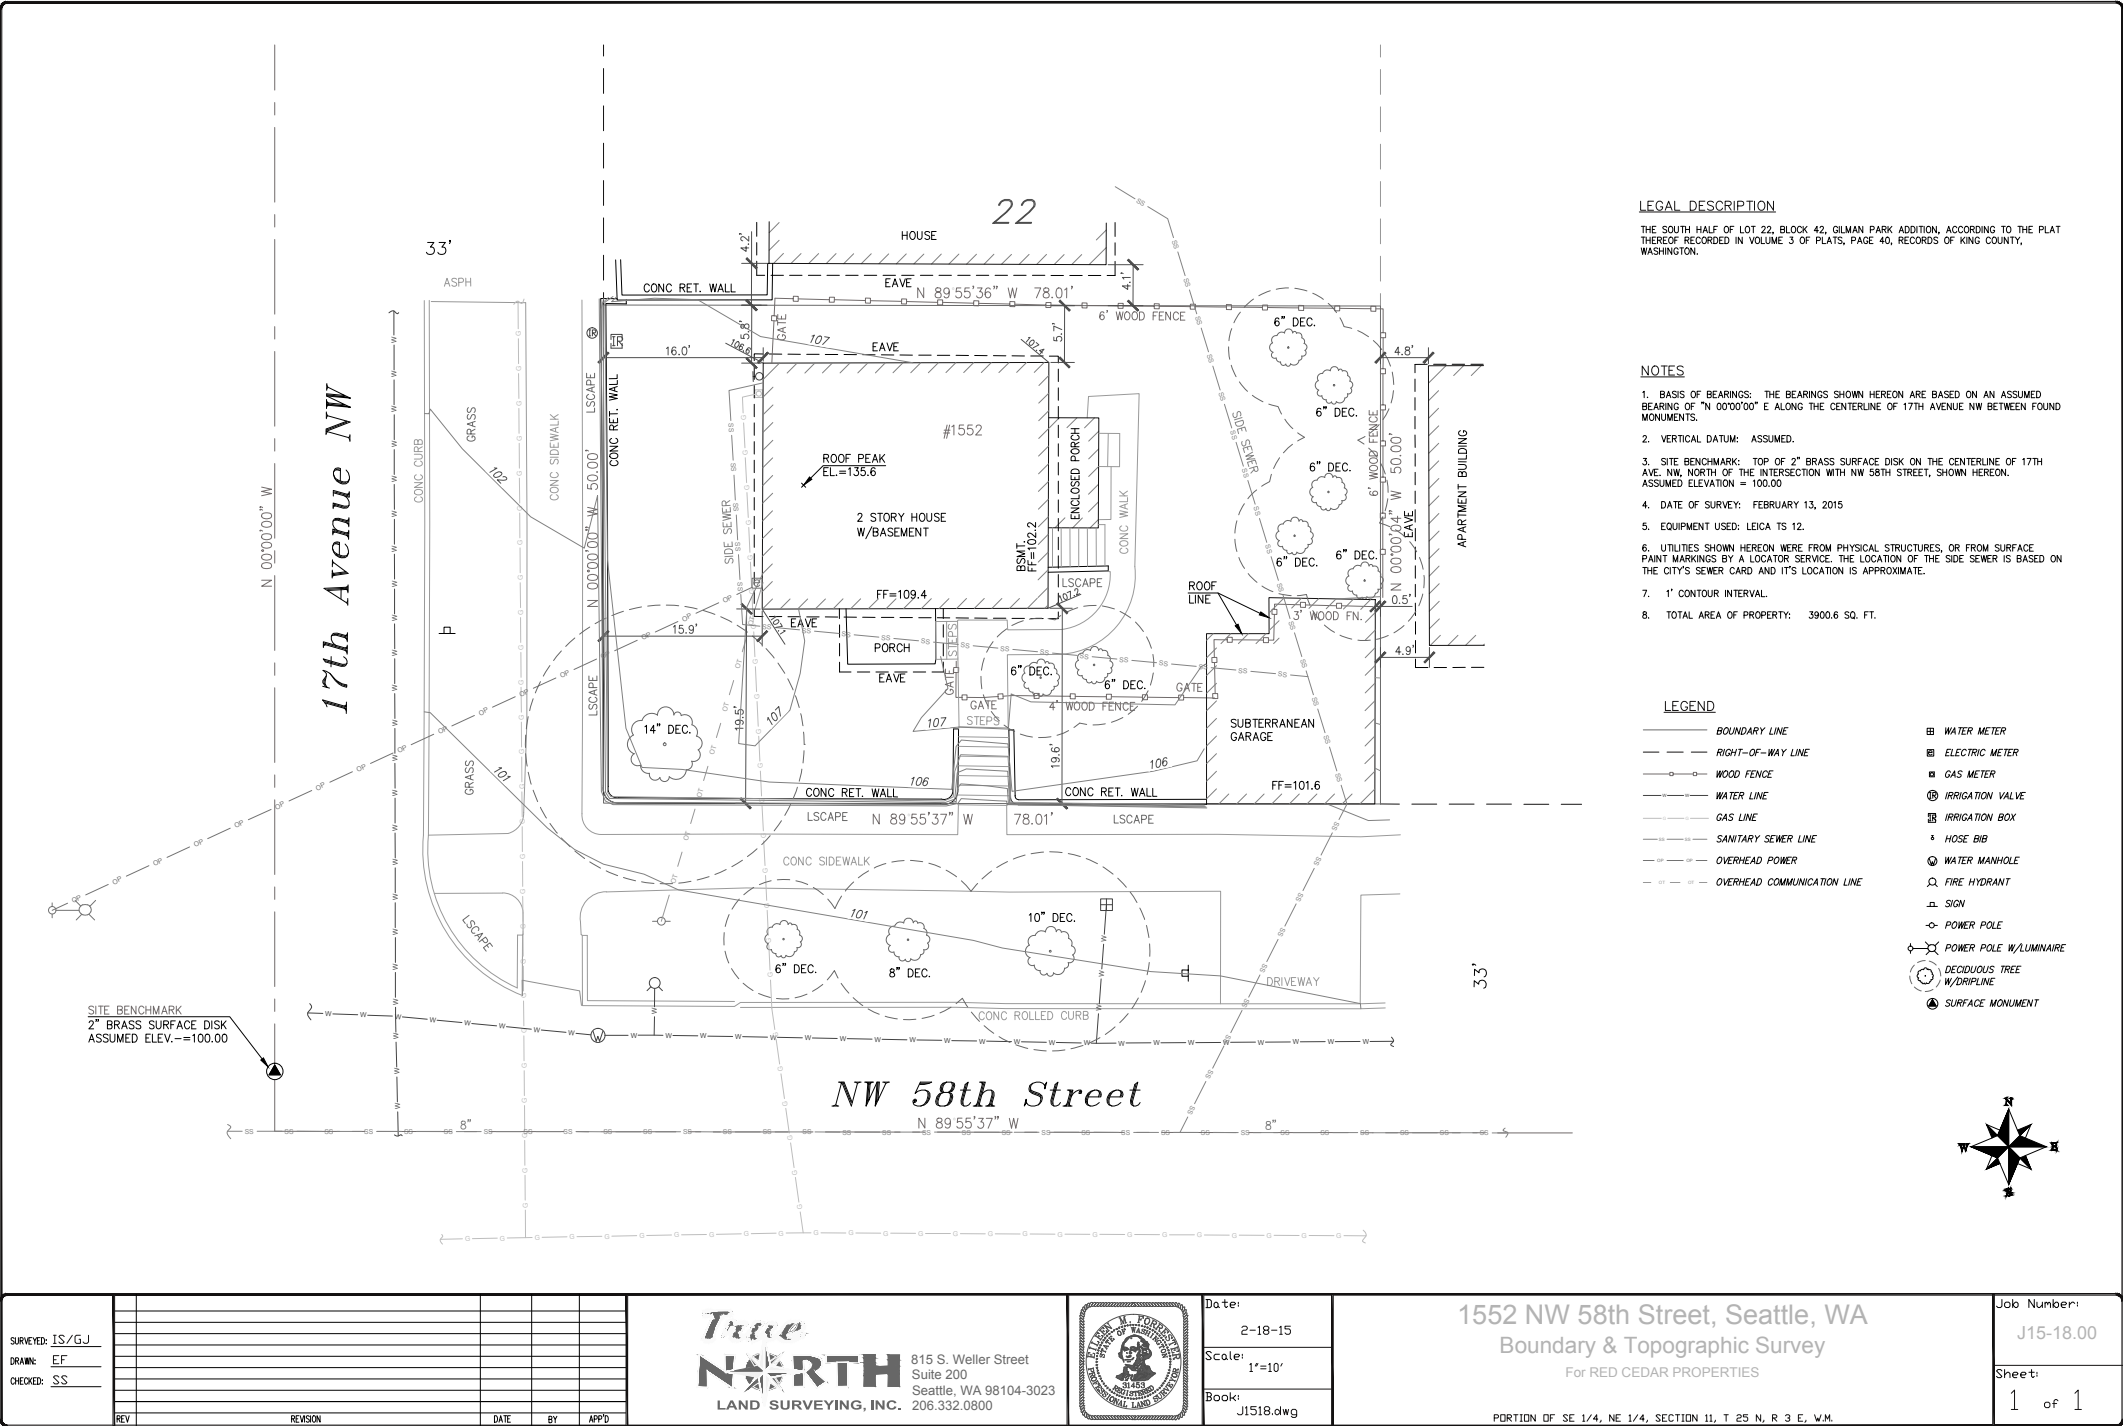 22
33'
HOUSE
4.2'
ASPH
CONC RET. WALL
EAVE
N 89°55'36" W 78.01'
4.1'
6' WOOD FENCE
GATE
5.8'
106.6
107
EAVE
5.7'
107.4
16.0'
IR
IR
6" DEC.
4.8'
6" DEC.
LSCAPE
CONC RET. WALL
GRASS
CONC SIDEWALK
CONC CURB
102
17th Avenue NW
N 00°00'00" W
N 00°00'00" W 50.00'
#1552
ROOF PEAK
EL.=135.6
SIDE SEWER
2 STORY HOUSE
W/BASEMENT
BSMT.
FF=102.2
ENCLOSED PORCH
CONC WALK
SIDE SEWER
6" DEC.
6' WOOD FENCE
N 00°00'04" W 50.00'
EAVE
APARTMENT BUILDING
6" DEC.
6" DEC.
LSCAPE
107.2
FF=109.4
ROOF
LINE
0.5'
3' WOOD FN.
107.1
EAVE
15.9'
PORCH
EAVE
GATE STEPS
4.9'
6" DEC.
6" DEC.
GATE
GATE
4' WOOD FENCE
STEPS
LSCAPE
14" DEC.
19.5'
107
107
19.6'
SUBTERRANEAN
GARAGE
106
106
FF=101.6
GRASS
101
CONC RET. WALL
CONC RET. WALL
LSCAPE
N 89°55'37" W 78.01'
LSCAPE
CONC SIDEWALK
LSCAPE
101
6" DEC.
8" DEC.
10" DEC.
DRIVEWAY
33'
CONC ROLLED CURB
SITE BENCHMARK
2" BRASS SURFACE DISK
ASSUMED ELEV.-=100.00
NW 58th Street
N 89°55'37" W
8"
8"
LEGAL DESCRIPTION
THE SOUTH HALF OF LOT 22, BLOCK 42, GILMAN PARK ADDITION, ACCORDING TO THE PLAT
THEREOF RECORDED IN VOLUME 3 OF PLATS, PAGE 40, RECORDS OF KING COUNTY,
WASHINGTON.
NOTES
1. BASIS OF BEARINGS: THE BEARINGS SHOWN HEREON ARE BASED ON AN ASSUMED
BEARING OF "N 00°00'00" E ALONG THE CENTERLINE OF 17TH AVENUE NW BETWEEN FOUND
MONUMENTS.
2. VERTICAL DATUM: ASSUMED.
3. SITE BENCHMARK: TOP OF 2" BRASS SURFACE DISK ON THE CENTERLINE OF 17TH
AVE. NW, NORTH OF THE INTERSECTION WITH NW 58TH STREET, SHOWN HEREON.
ASSUMED ELEVATION = 100.00
4. DATE OF SURVEY: FEBRUARY 13, 2015
5. EQUIPMENT USED: LEICA TS 12.
6. UTILITIES SHOWN HEREON WERE FROM PHYSICAL STRUCTURES, OR FROM SURFACE
PAINT MARKINGS BY A LOCATOR SERVICE. THE LOCATION OF THE SIDE SEWER IS BASED ON
THE CITY'S SEWER CARD AND IT'S LOCATION IS APPROXIMATE.
7. 1' CONTOUR INTERVAL.
8. TOTAL AREA OF PROPERTY: 3900.6 SQ. FT.
LEGEND
BOUNDARY LINE
RIGHT-OF-WAY LINE
WOOD FENCE
WATER LINE
GAS LINE
SANITARY SEWER LINE
OVERHEAD POWER
OVERHEAD COMMUNICATION LINE
WATER METER
ELECTRIC METER
GAS METER
IRRIGATION VALVE
IRRIGATION BOX
HOSE BIB
WATER MANHOLE
FIRE HYDRANT
SIGN
POWER POLE
POWER POLE W/LUMINAIRE
DECIDUOUS TREE
W/DRIPLINE
SURFACE MONUMENT
N
W E
S
SURVEYED: IS/GJ
DRAWN: EF
CHECKED: SS
REV REVISION DATE BY APP'D
True
NORTH
LAND SURVEYING, INC.
815 S. Weller Street
Suite 200
Seattle, WA 98104-3023
206.332.0800
EILEEN M. FORRESTER
STATE OF WASHINGTON
31453
REGISTERED
PROFESSIONAL LAND SURVEYOR
Date:
2-18-15
Scale:
1"=10'
Book:
J1518.dwg
1552 NW 58th Street, Seattle, WA
Boundary & Topographic Survey
For RED CEDAR PROPERTIES
PORTION OF SE 1/4, NE 1/4, SECTION 11, T 25 N, R 3 E, W.M.
Job Number:
J15-18.00
Sheet:
1 of 1